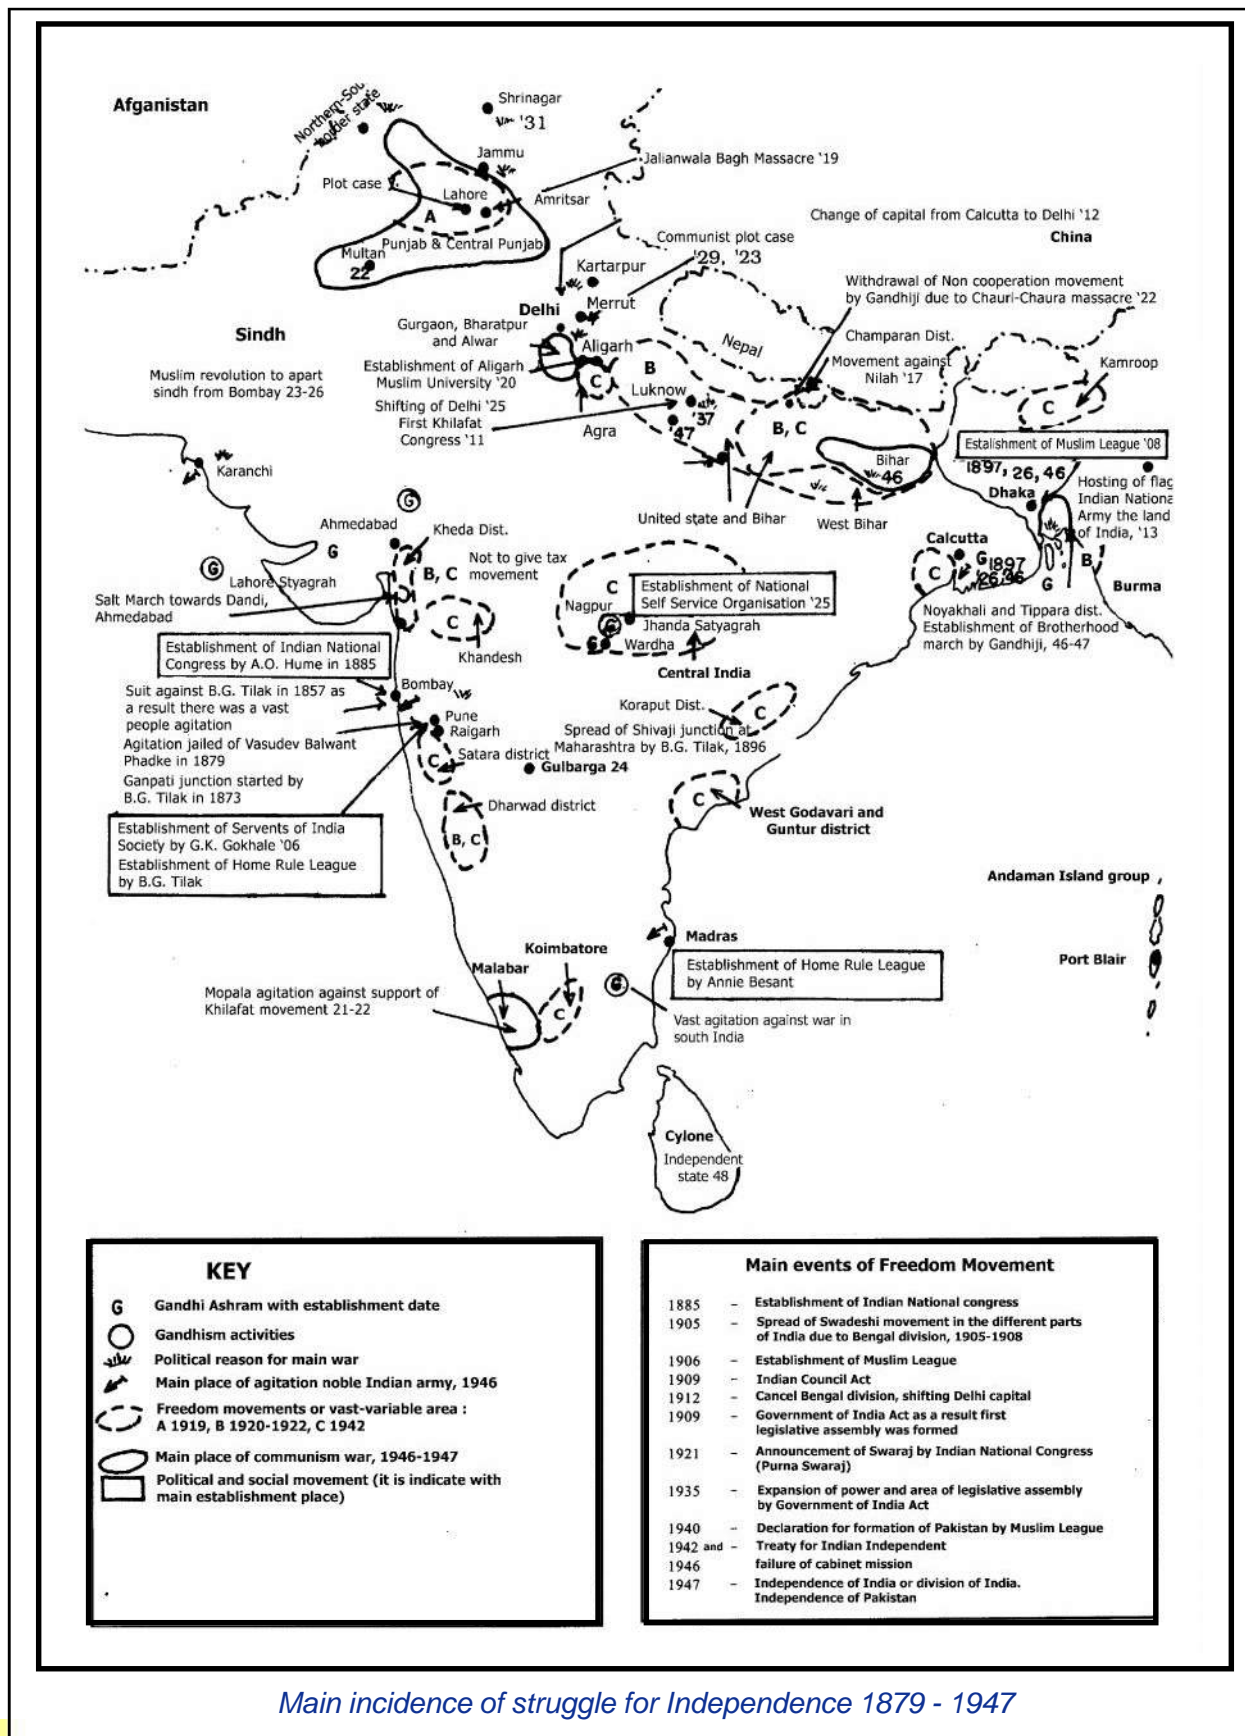 Afganistan
Northern-Sou
border state
Shrinagar
'31
Jammu
Jalianwala Bagh Massacre '19
Plot case
Lahore
Amritsar
A
Punjab & Central Punjab
Multan
22
Change of capital from Calcutta to Delhi '12
China
Communist plot case
'29, '23
Kartarpur
Withdrawal of Non cooperation movement
by Gandhiji due to Chauri-Chaura massacre '22
Delhi
Merrut
Sindh
Gurgaon, Bharatpur
and Alwar
Nepal
Champaran Dist.
Movement against
Nilah '17
Kamroop
Aligarh
B
C
Establishment of Aligarh
Muslim University '20
Muslim revolution to apart
sindh from Bombay 23-26
Luknow
'37
'47
C
Shifting of Delhi '25
First Khilafat
Congress '11
Agra
B, C
Bihar
46
Estalishment of Muslim League '08
1897, 26, 46
Dhaka
Hosting of flag
Indian Nationa
Army the land
of India, '13
Karanchi
G
United state and Bihar
West Bihar
Ahmedabad
Kheda Dist.
G
Calcutta
G
1897
26,46
C
G
B
Burma
G
Lahore Styagrah
B, C
Not to give tax
movement
C
Establishment of National
Self Service Organisation '25
Salt March towards Dandi,
Ahmedabad
Nagpur
G
Jhanda Satyagrah
G
Wardha
C
Khandesh
Noyakhali and Tippara dist.
Establishment of Brotherhood
march by Gandhiji, 46-47
Establishment of Indian National
Congress by A.O. Hume in 1885
Central India
Bombay
Suit against B.G. Tilak in 1857 as
a result there was a vast
people agitation
Koraput Dist.
C
Pune
Raigarh
Spread of Shivaji junction at
Maharashtra by B.G. Tilak, 1896
Agitation jailed of Vasudev Balwant
Phadke in 1879
C
Satara district
Gulbarga 24
Ganpati junction started by
B.G. Tilak in 1873
Dharwad district
C
West Godavari and
Guntur district
Establishment of Servents of India
Society by G.K. Gokhale '06
Establishment of Home Rule League
by B.G. Tilak
B, C
Andaman Island group
Madras
Koimbatore
Port Blair
Establishment of Home Rule League
by Annie Besant
Malabar
G
Mopala agitation against support of
Khilafat movement 21-22
C
Vast agitation against war in
south India
Cylone
Independent
state 48
KEY
G Gandhi Ashram with establishment date
Gandhism activities
Political reason for main war
Main place of agitation noble Indian army, 1946
Freedom movements or vast-variable area :
A 1919, B 1920-1922, C 1942
Main place of communism war, 1946-1947
Political and social movement (it is indicate with
main establishment place)
Main events of Freedom Movement
1885 – Establishment of Indian National congress
1905 – Spread of Swadeshi movement in the different parts
of India due to Bengal division, 1905-1908
1906 – Establishment of Muslim League
1909 – Indian Council Act
1912 – Cancel Bengal division, shifting Delhi capital
1909 – Government of India Act as a result first
legislative assembly was formed
1921 – Announcement of Swaraj by Indian National Congress
(Purna Swaraj)
1935 – Expansion of power and area of legislative assembly
by Government of India Act
1940 – Declaration for formation of Pakistan by Muslim League
1942 and – Treaty for Indian Independent
1946 failure of cabinet mission
1947 – Independence of India or division of India.
Independence of Pakistan
Main incidence of struggle for Independence 1879 - 1947